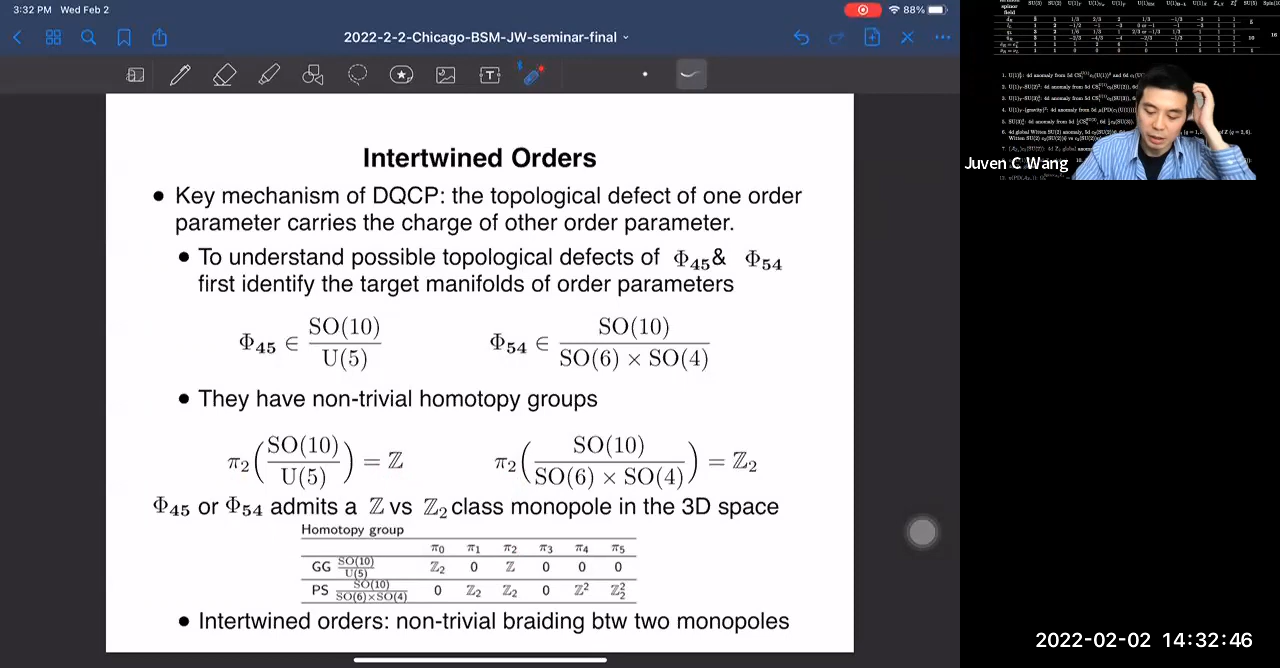 3:32 PM Wed Feb 2
88%
2022-2-2-Chicago-BSM-JW-seminar-final
Intertwined Orders
• Key mechanism of DQCP: the topological defect of one order
parameter carries the charge of other order parameter.
• To understand possible topological defects of Φ₄₅& Φ₅₄
first identify the target manifolds of order parameters
Φ₄₅ ∈ SO(10)/U(5) Φ₅₄ ∈ SO(10)/SO(6) × SO(4)
• They have non-trivial homotopy groups
π₂(SO(10)/U(5)) = ℤ π₂(SO(10)/SO(6) × SO(4)) = ℤ₂
Φ₄₅ or Φ₅₄ admits a ℤ vs ℤ₂ class monopole in the 3D space
Homotopy group
π₀ π₁ π₂ π₃ π₄ π₅
GG SO(10)/U(5) ℤ₂ 0 ℤ 0 0 0
PS SO(10)/SO(6)×SO(4) 0 ℤ₂ ℤ₂ 0 ℤ² ℤ₂²
• Intertwined orders: non-trivial braiding btw two monopoles
Juven C Wang
2022-02-02 14:32:46